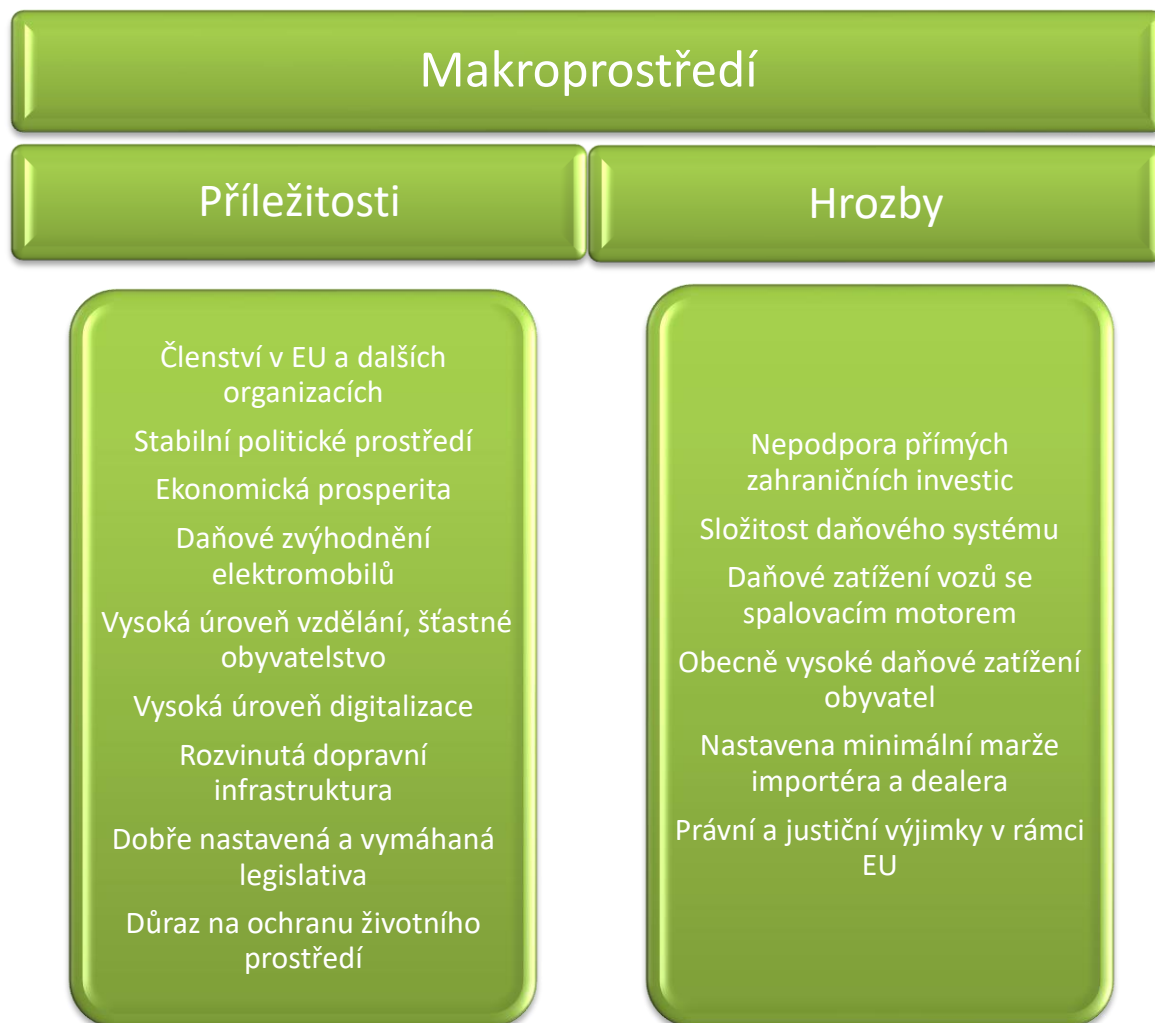 Makroprostředí
Příležitosti
Hrozby
Členství v EU a dalších
organizacích
Stabilní politické prostředí
Ekonomická prosperita
Daňové zvýhodnění
elektromobilů
Vysoká úroveň vzdělání, šťastné
obyvatelstvo
Vysoká úroveň digitalizace
Rozvinutá dopravní
infrastruktura
Dobře nastavená a vymáhaná
legislativa
Důraz na ochranu životního
prostředí
Nepodpora přímých
zahraničních investic
Složitost daňového systému
Daňové zatížení vozů se
spalovacím motorem
Obecně vysoké daňové zatížení
obyvatel
Nastavena minimální marže
importéra a dealera
Právní a justiční výjimky v rámci
EU